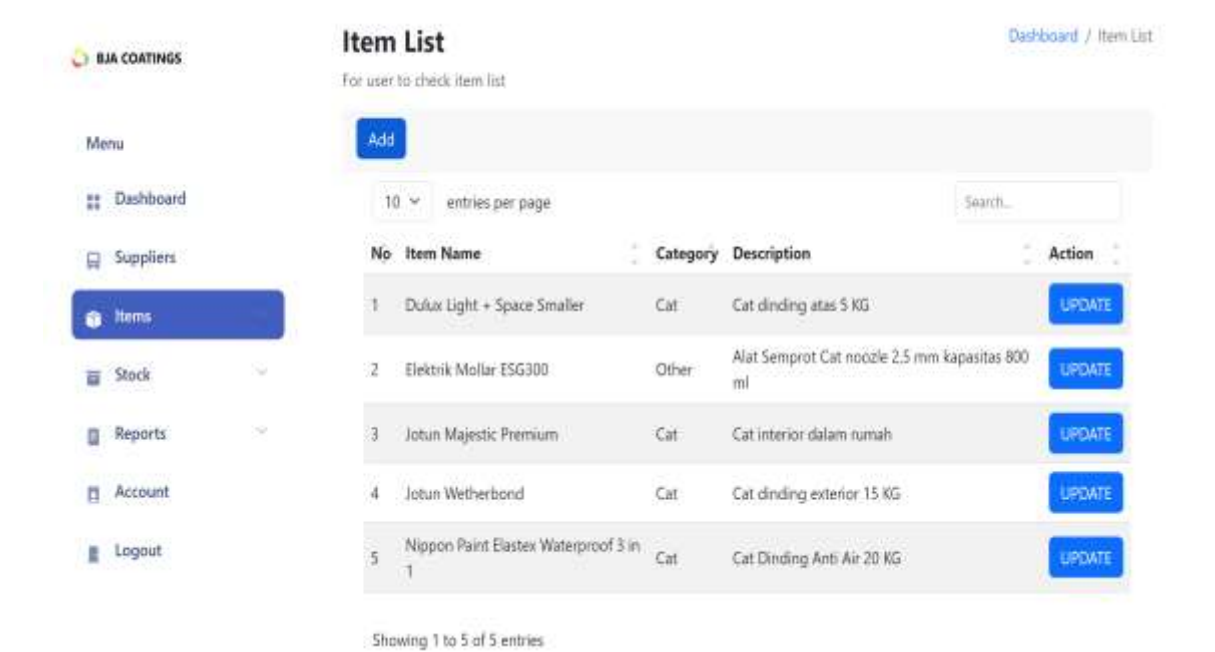 BJA COATINGS
Menu
Dashboard
Suppliers
Items
Stock
Reports
Account
Logout
Item List
Dashboard / Item List
For user to check item list
Add
10 entries per page
Search...
No Item Name Category Description Action
1 Dulux Light + Space Smaller Cat Cat dinding atas 5 KG UPDATE
2 Elektrik Mollar ESG300 Other Alat Semprot Cat noozle 2.5 mm kapasitas 800
ml UPDATE
3 Jotun Majestic Premium Cat Cat interior dalam rumah UPDATE
4 Jotun Wetherbond Cat Cat dinding exterior 15 KG UPDATE
5 Nippon Paint Elastex Waterproof 3 in
1 Cat Cat Dinding Anti Air 20 KG UPDATE
Showing 1 to 5 of 5 entries